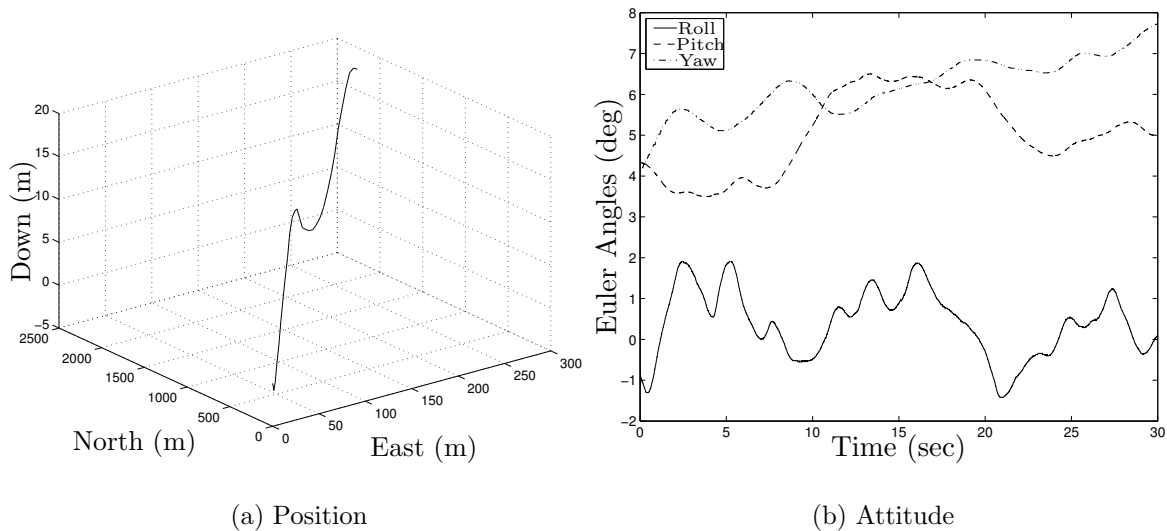 20
15
10
5
0
−5
Down (m)
2500
2000
1500
1000
500
0
North (m)
0
50
100
150
200
250
300
East (m)
(a) Position
8
7
6
5
4
3
2
1
0
−1
−2
Euler Angles (deg)
Roll
Pitch
Yaw
0 5 10 15 20 25 30
Time (sec)
(b) Attitude